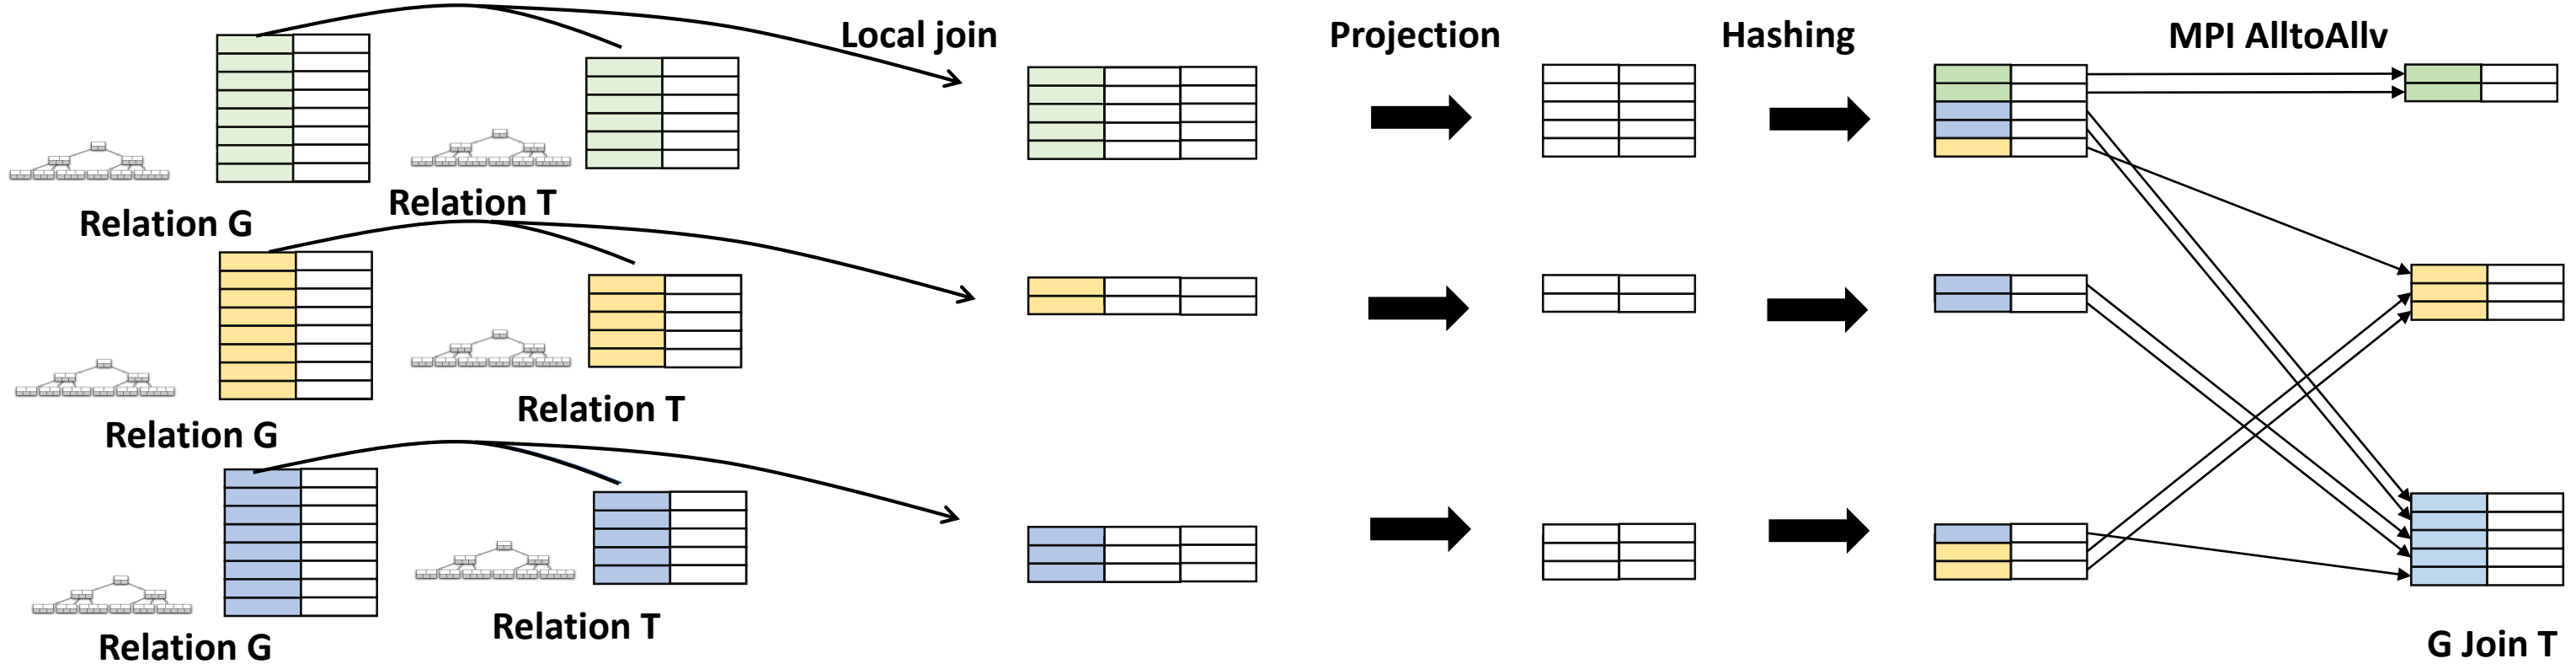 Local join
Projection
Hashing
MPI AlltoAllv
Relation G
Relation T
Relation G
Relation T
Relation G
Relation T
G Join T